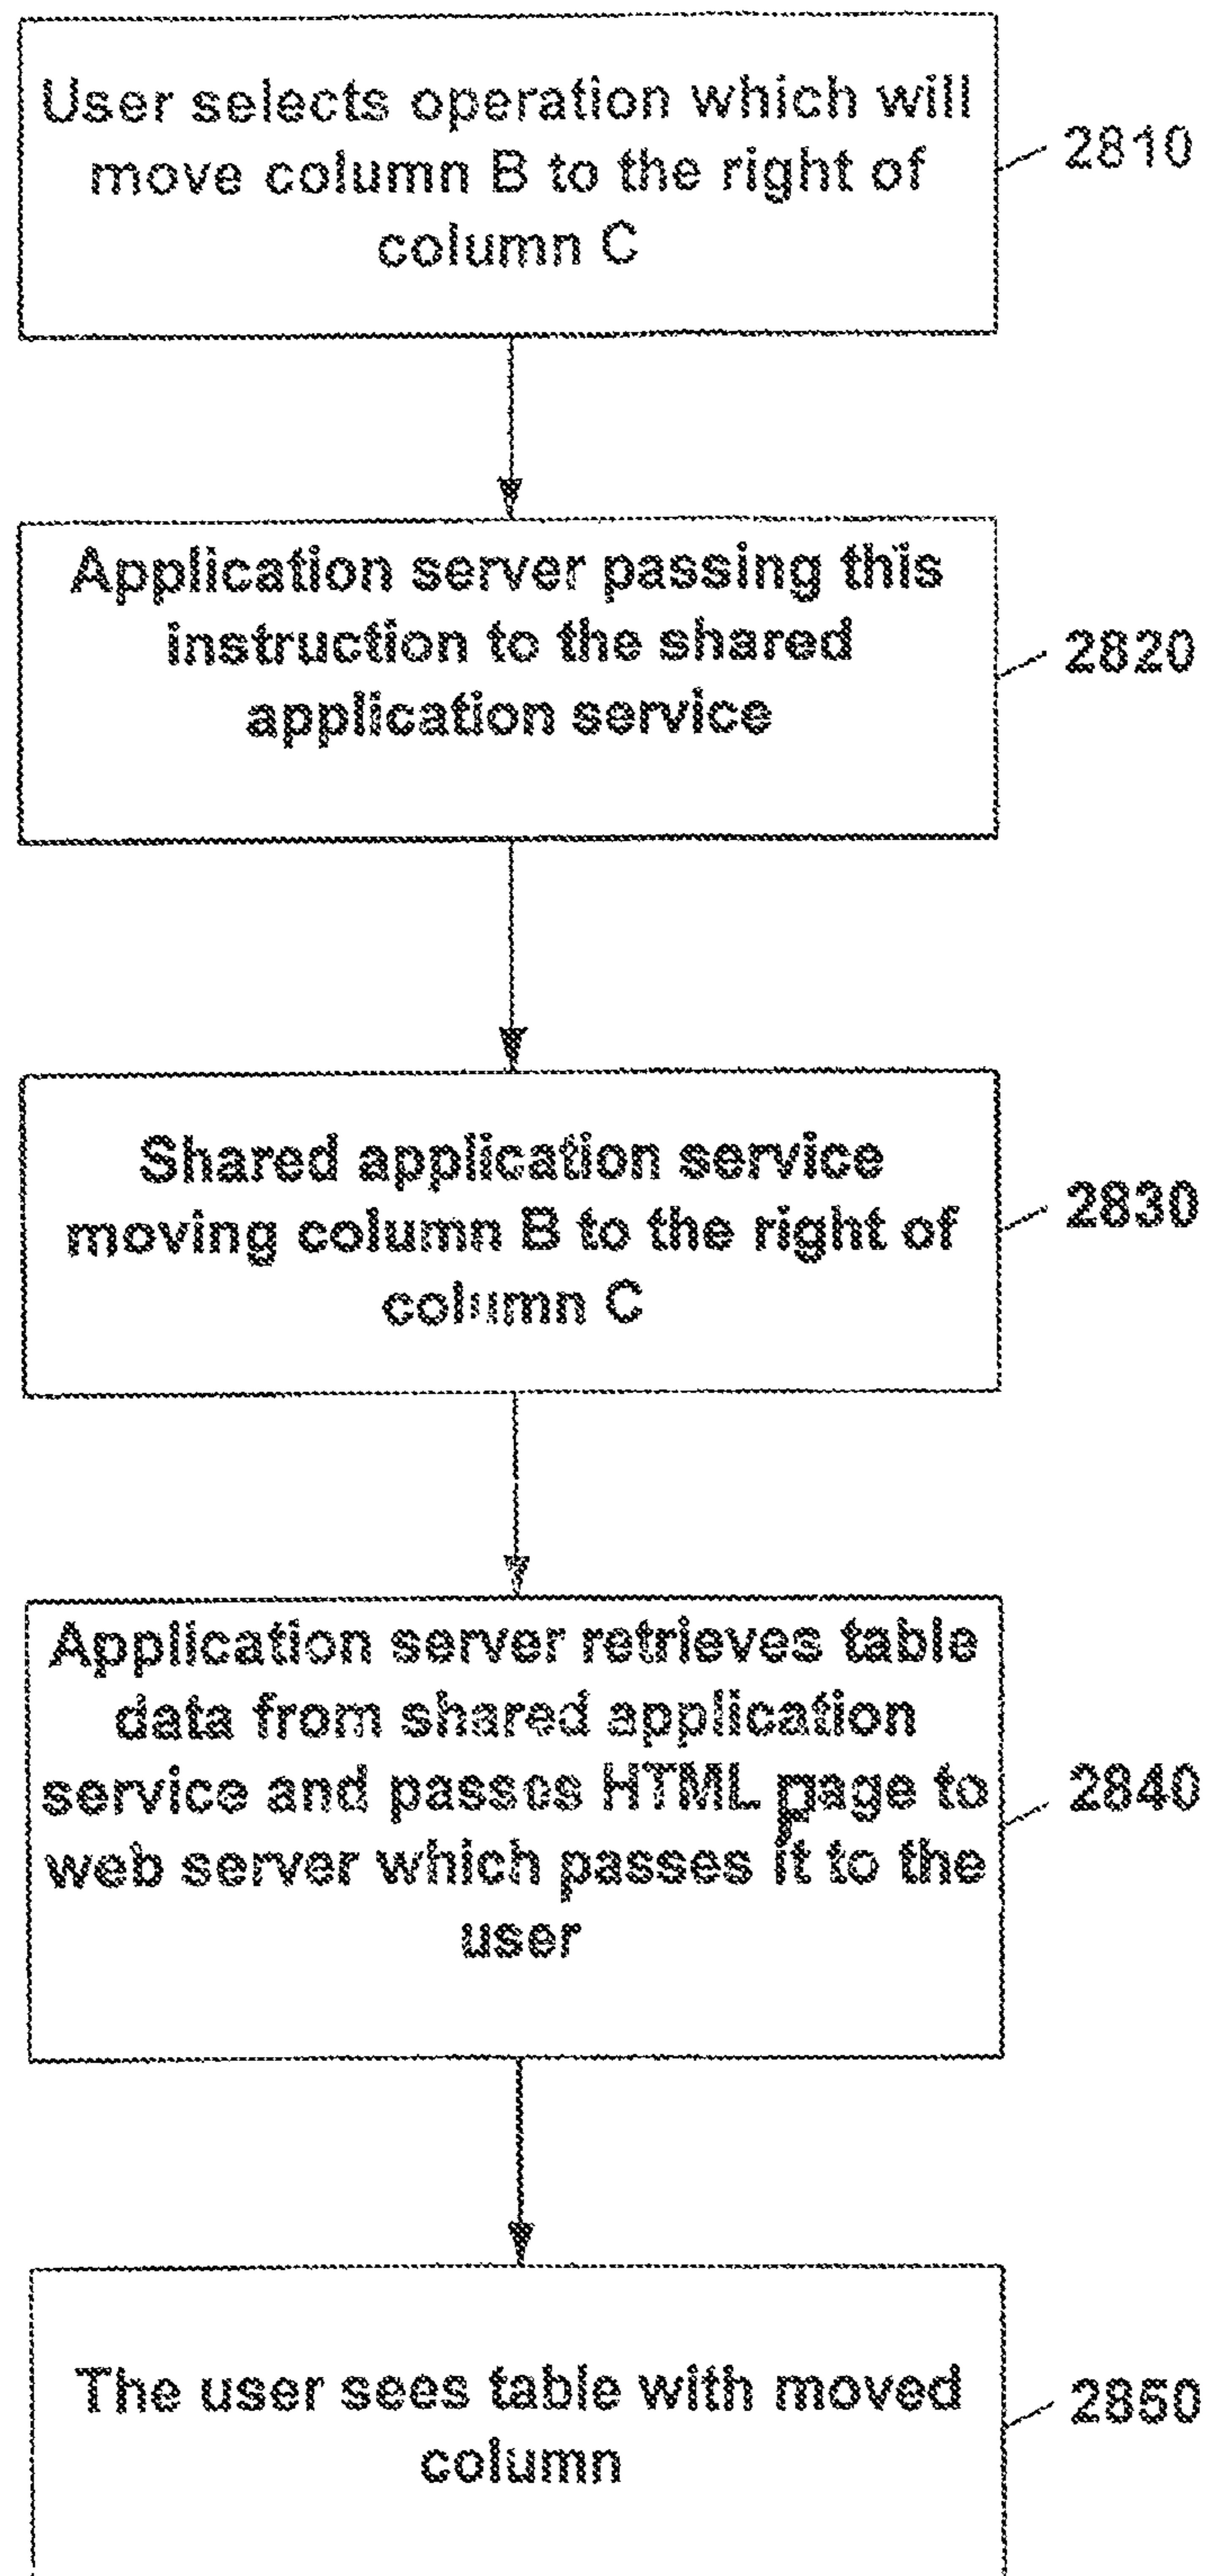 User selects operation which will
move column B to the right of
column C
2810
Application server passing this
instruction to the shared
application service
2820
Shared application service
moving column B to the right of
column C
2830
Application server retrieves table
data from shared application
service and passes HTML page to
web server which passes it to the
user
2840
The user sees table with moved
column
2850